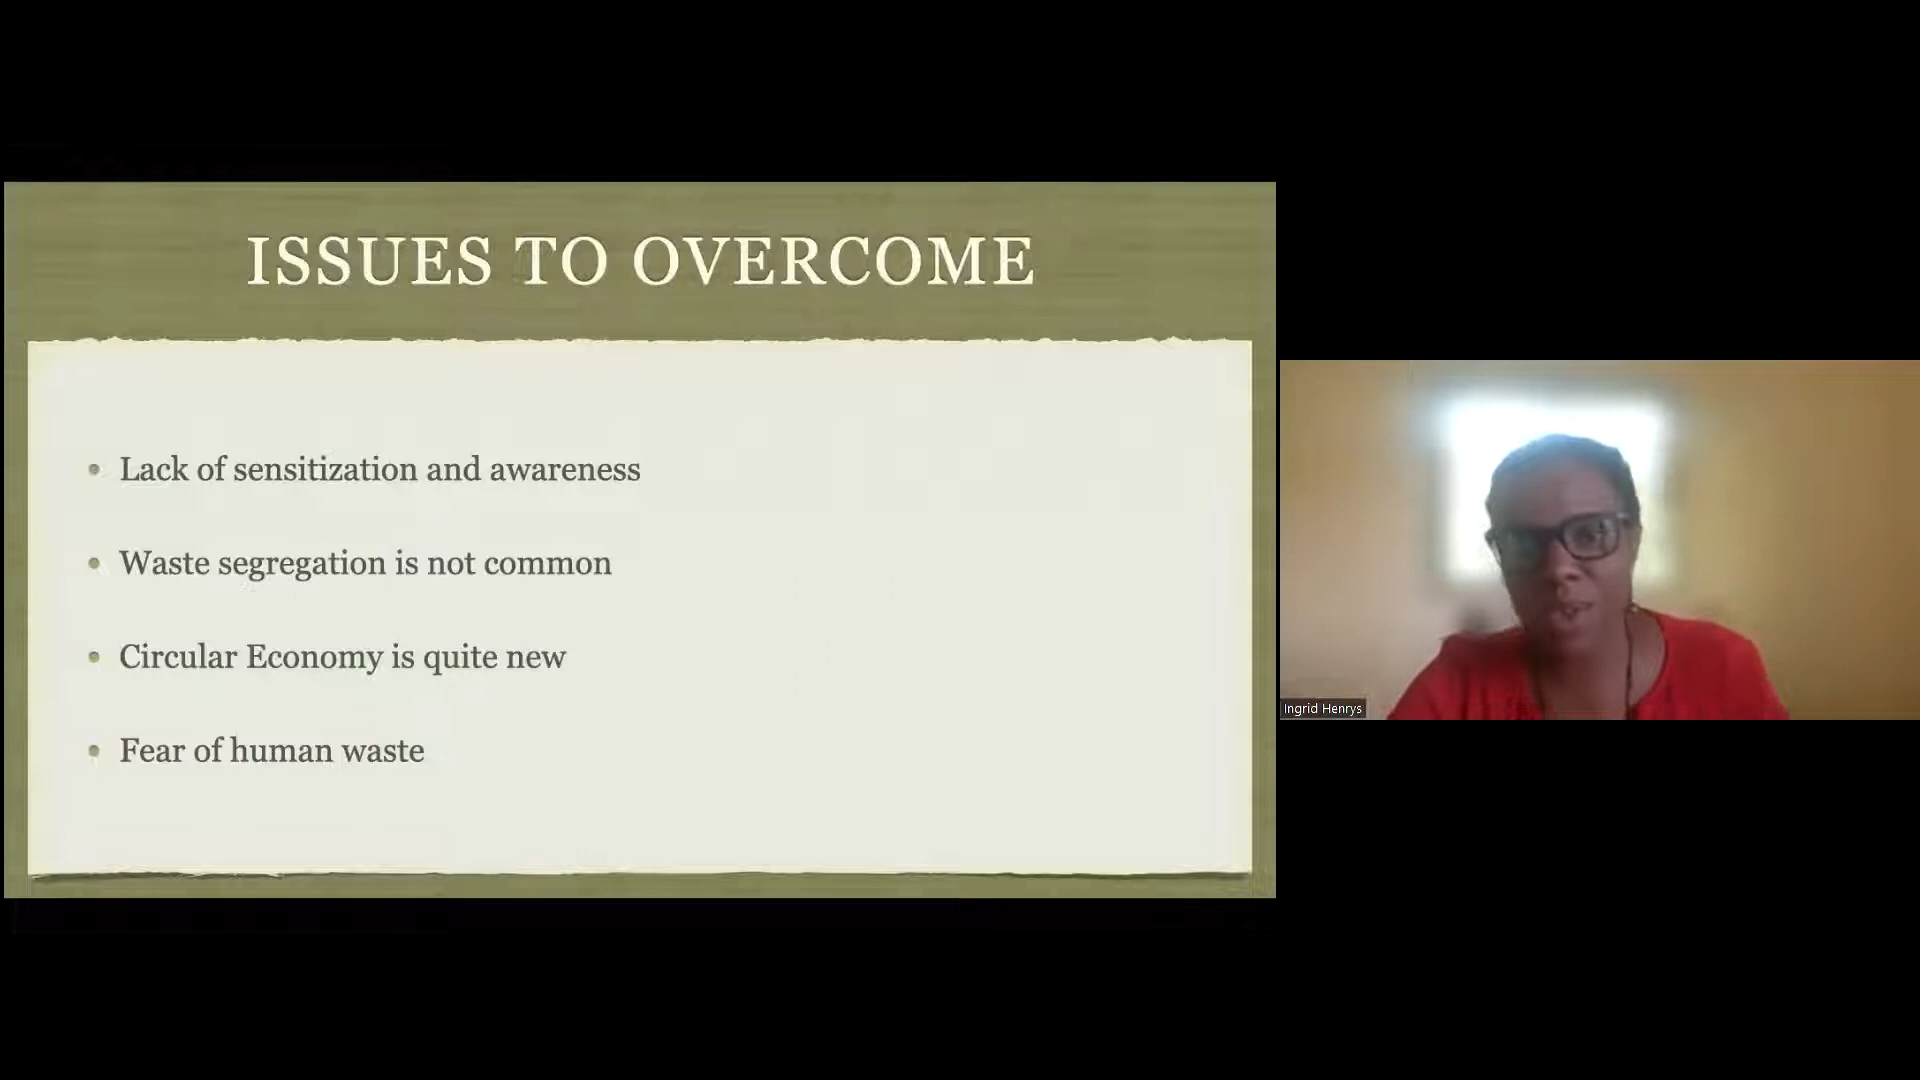 ISSUES TO OVERCOME
• Lack of sensitization and awareness
• Waste segregation is not common
• Circular Economy is quite new
• Fear of human waste
Ingrid Henrys